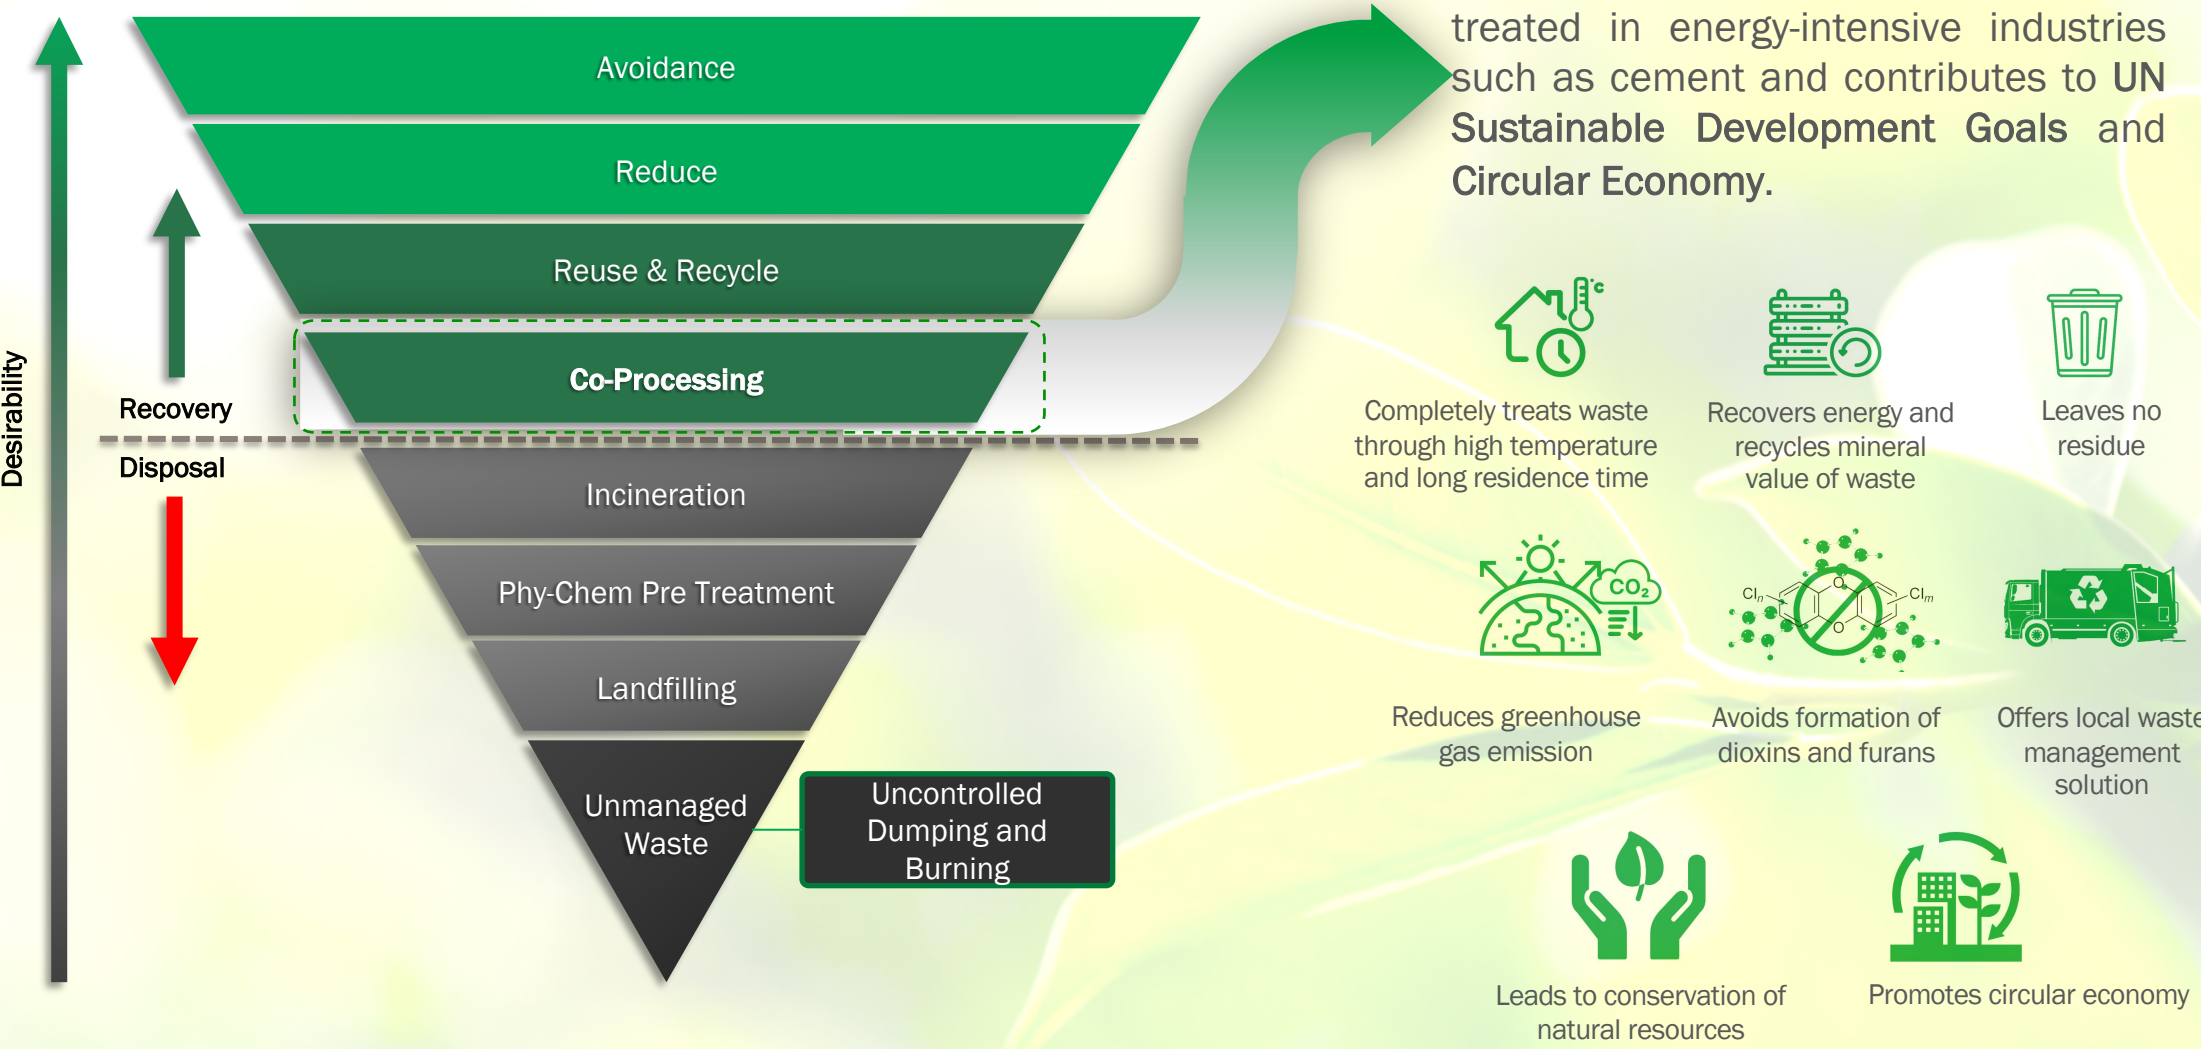 Desirability
Avoidance
Reduce
Reuse & Recycle
Co-Processing
Recovery
Disposal
Incineration
Phy-Chem Pre Treatment
Landfilling
Unmanaged
Waste
Uncontrolled
Dumping and
Burning
treated in energy-intensive industries
such as cement and contributes to UN
Sustainable Development Goals and
Circular Economy.
°C
Completely treats waste
through high temperature
and long residence time
Recovers energy and
recycles mineral
value of waste
Leaves no
residue
CO₂
Reduces greenhouse
gas emission
Cln
O
O
Clm
Avoids formation of
dioxins and furans
Offers local waste
management
solution
Leads to conservation of
natural resources
Promotes circular economy